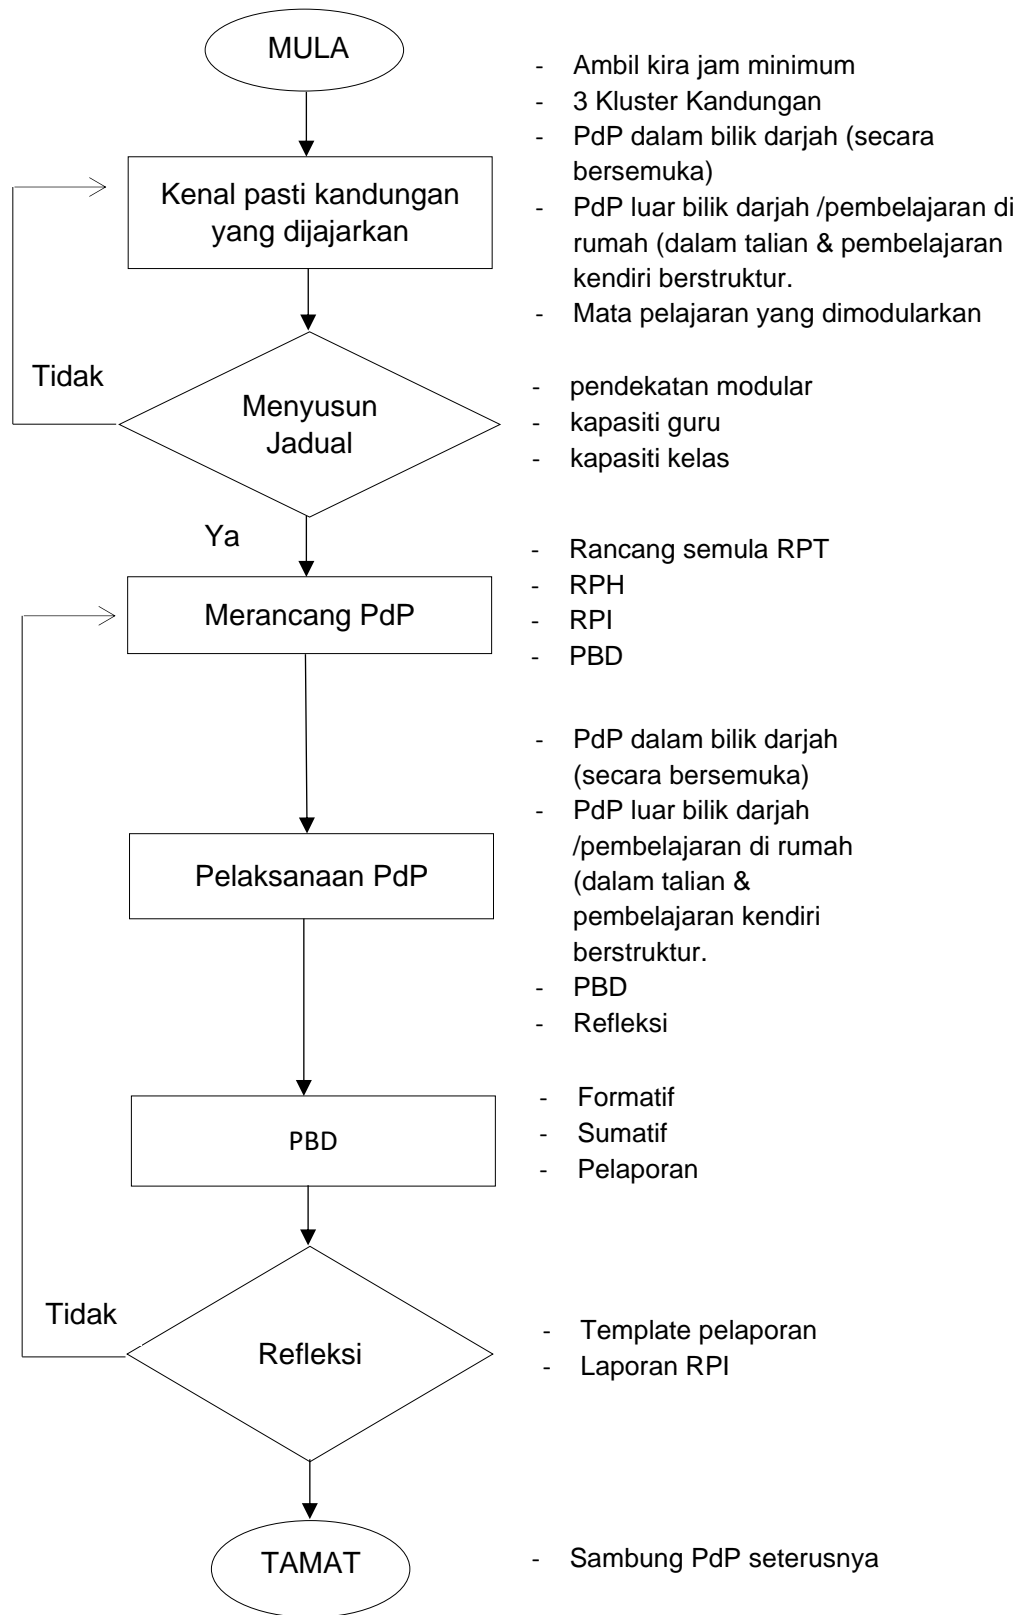 MULA
- Ambil kira jam minimum
- 3 Kluster Kandungan
- PdP dalam bilik darjah (secara
bersemuka)
- PdP luar bilik darjah /pembelajaran di
rumah (dalam talian & pembelajaran
kendiri berstruktur.
- Mata pelajaran yang dimodularkan
Kenal pasti kandungan
yang dijajarkan
Tidak
Menyusun
Jadual
- pendekatan modular
- kapasiti guru
- kapasiti kelas
Ya
Merancang PdP
- Rancang semula RPT
- RPH
- RPI
- PBD
Pelaksanaan PdP
- PdP dalam bilik darjah
(secara bersemuka)
- PdP luar bilik darjah
/pembelajaran di rumah
(dalam talian &
pembelajaran kendiri
berstruktur.
- PBD
- Refleksi
PBD
- Formatif
- Sumatif
- Pelaporan
Tidak
Refleksi
- Template pelaporan
- Laporan RPI
TAMAT
- Sambung PdP seterusnya